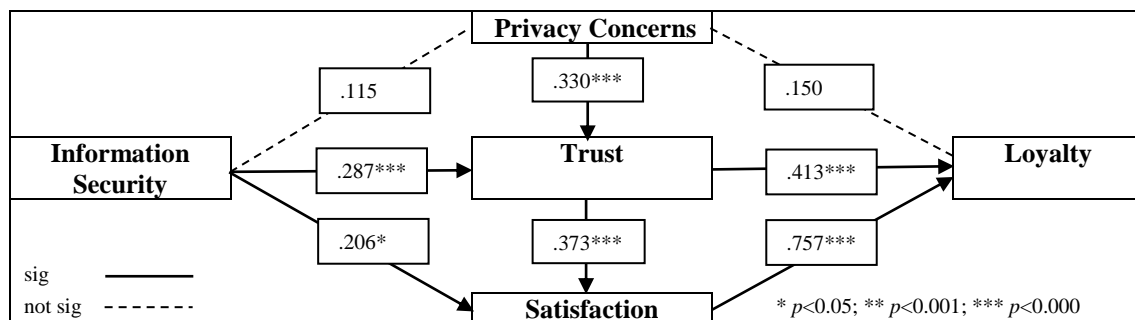 Privacy Concerns
.115
.330***
.150
Information
Security
.287***
Trust
.413***
Loyalty
.206*
.373***
.757***
sig
not sig
Satisfaction
* p<0.05; ** p<0.001; *** p<0.000